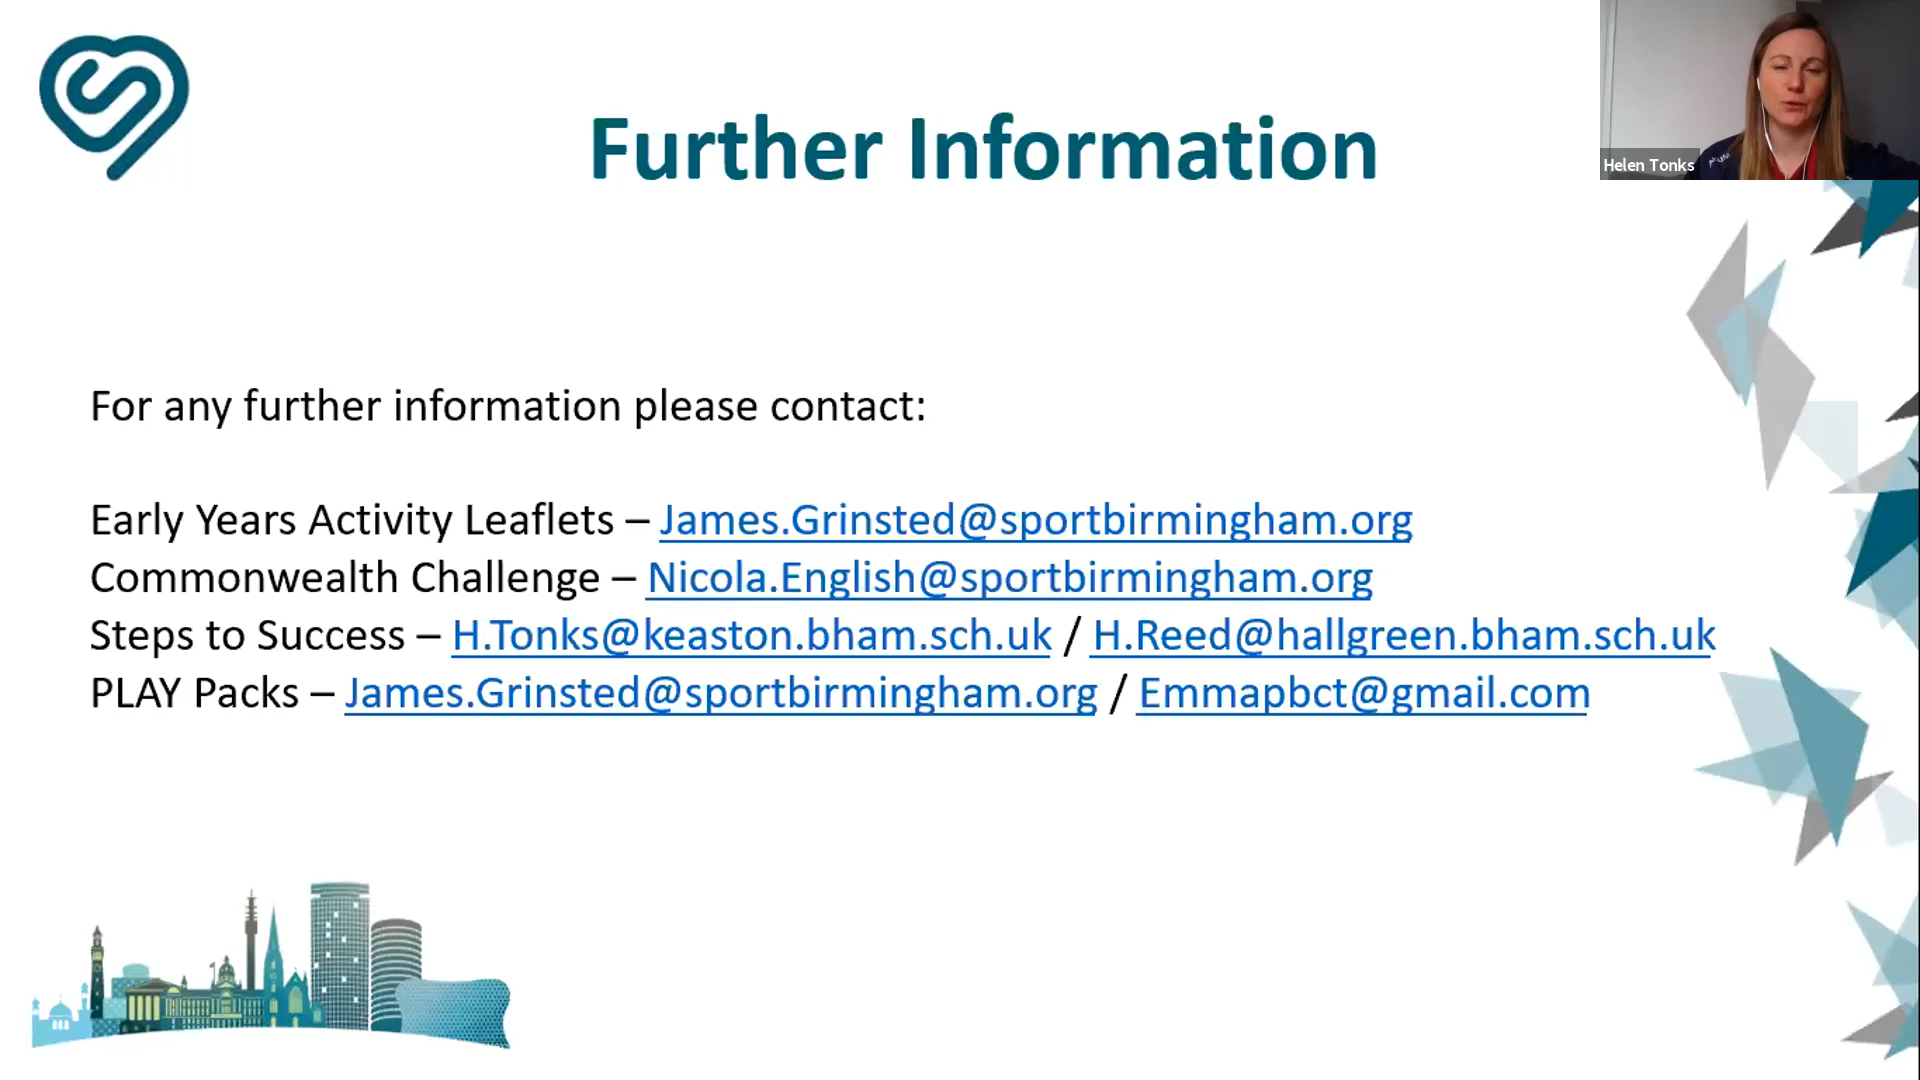 Further Information
Helen Tonks
For any further information please contact:
Early Years Activity Leaflets – James.Grinsted@sportbirmingham.org
Commonwealth Challenge – Nicola.English@sportbirmingham.org
Steps to Success – H.Tonks@keaston.bham.sch.uk / H.Reed@hallgreen.bham.sch.uk
PLAY Packs – James.Grinsted@sportbirmingham.org / Emmapbct@gmail.com